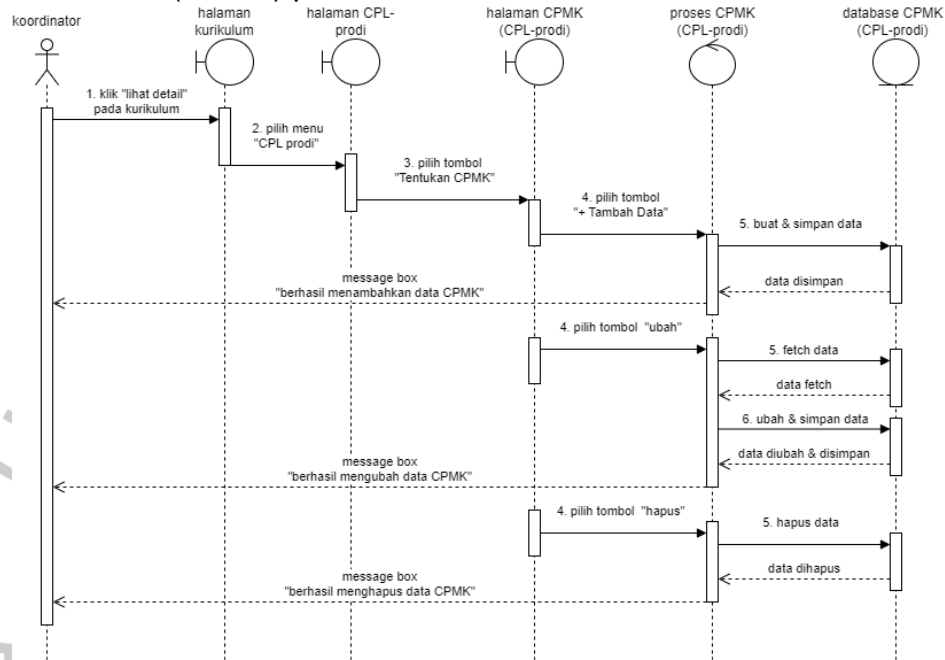 koordinator
halaman
kurikulum
halaman CPL-
prodi
halaman CPMK
(CPL-prodi)
proses CPMK
(CPL-prodi)
database CPMK
(CPL-prodi)
1. klik "lihat detail"
pada kurikulum
2. pilih menu
"CPL prodi"
3. pilih tombol
"Tentukan CPMK"
4. pilih tombol
"+ Tambah Data"
5. buat & simpan data
data disimpan
message box
"berhasil menambahkan data CPMK"
4. pilih tombol "ubah"
5. fetch data
data fetch
6. ubah & simpan data
data diubah & disimpan
message box
"berhasil mengubah data CPMK"
4. pilih tombol "hapus"
5. hapus data
data dihapus
message box
"berhasil menghapus data CPMK"